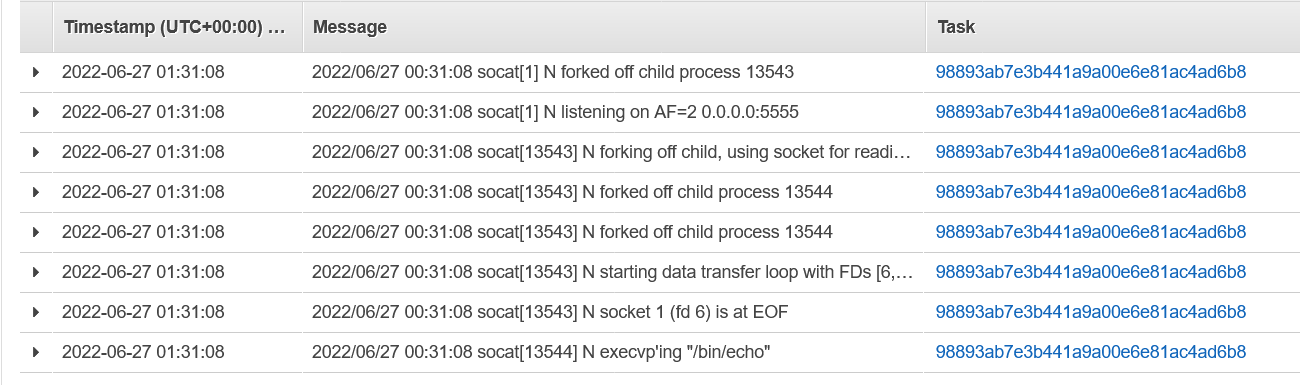 Timestamp (UTC+00:00) ... Message Task
2022-06-27 01:31:08 2022/06/27 00:31:08 socat[1] N forked off child process 13543 98893ab7e3b441a9a00e6e81ac4ad6b8
2022-06-27 01:31:08 2022/06/27 00:31:08 socat[1] N listening on AF=2 0.0.0.0:5555 98893ab7e3b441a9a00e6e81ac4ad6b8
2022-06-27 01:31:08 2022/06/27 00:31:08 socat[13543] N forking off child, using socket for readi... 98893ab7e3b441a9a00e6e81ac4ad6b8
2022-06-27 01:31:08 2022/06/27 00:31:08 socat[13543] N forked off child process 13544 98893ab7e3b441a9a00e6e81ac4ad6b8
2022-06-27 01:31:08 2022/06/27 00:31:08 socat[13543] N forked off child process 13544 98893ab7e3b441a9a00e6e81ac4ad6b8
2022-06-27 01:31:08 2022/06/27 00:31:08 socat[13543] N starting data transfer loop with FDs [6,... 98893ab7e3b441a9a00e6e81ac4ad6b8
2022-06-27 01:31:08 2022/06/27 00:31:08 socat[13543] N socket 1 (fd 6) is at EOF 98893ab7e3b441a9a00e6e81ac4ad6b8
2022-06-27 01:31:08 2022/06/27 00:31:08 socat[13544] N execvp'ing "/bin/echo" 98893ab7e3b441a9a00e6e81ac4ad6b8